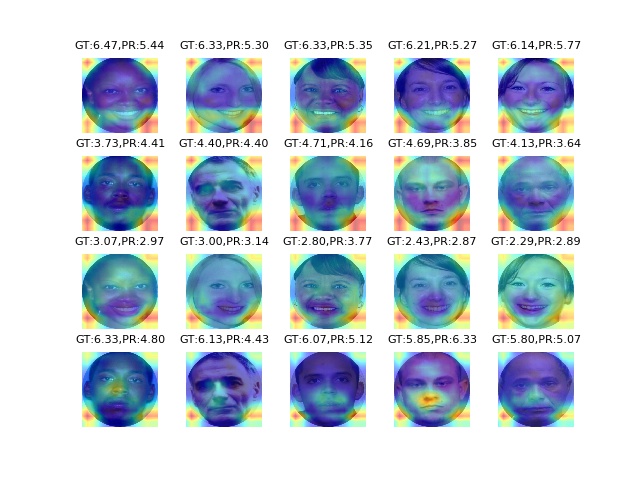 GT:6.47,PR:5.44 GT:6.33,PR:5.30 GT:6.33,PR:5.35 GT:6.21,PR:5.27 GT:6.14,PR:5.77
GT:3.73,PR:4.41 GT:4.40,PR:4.40 GT:4.71,PR:4.16 GT:4.69,PR:3.85 GT:4.13,PR:3.64
GT:3.07,PR:2.97 GT:3.00,PR:3.14 GT:2.80,PR:3.77 GT:2.43,PR:2.87 GT:2.29,PR:2.89
GT:6.33,PR:4.80 GT:6.13,PR:4.43 GT:6.07,PR:5.12 GT:5.85,PR:6.33 GT:5.80,PR:5.07